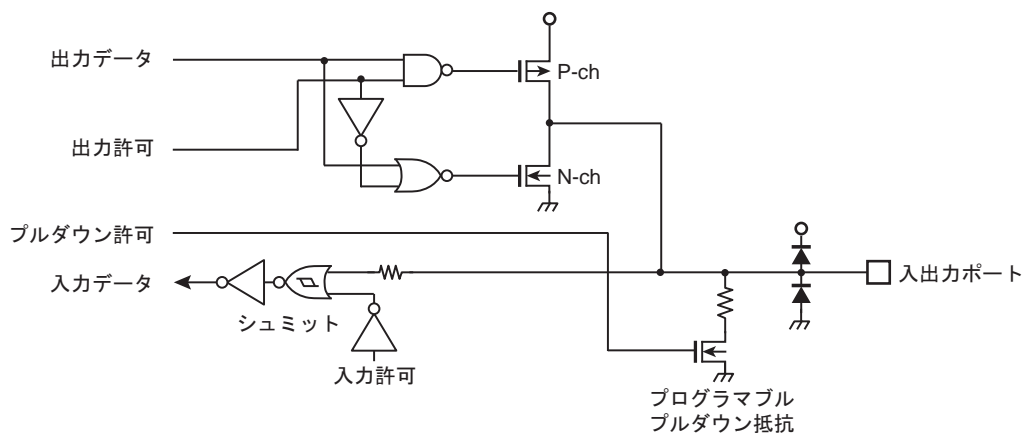 出力データ
P-ch
出力許可
N-ch
プルダウン許可
入力データ
入出力ポート
シュミット
入力許可
プログラマブル
プルダウン抵抗